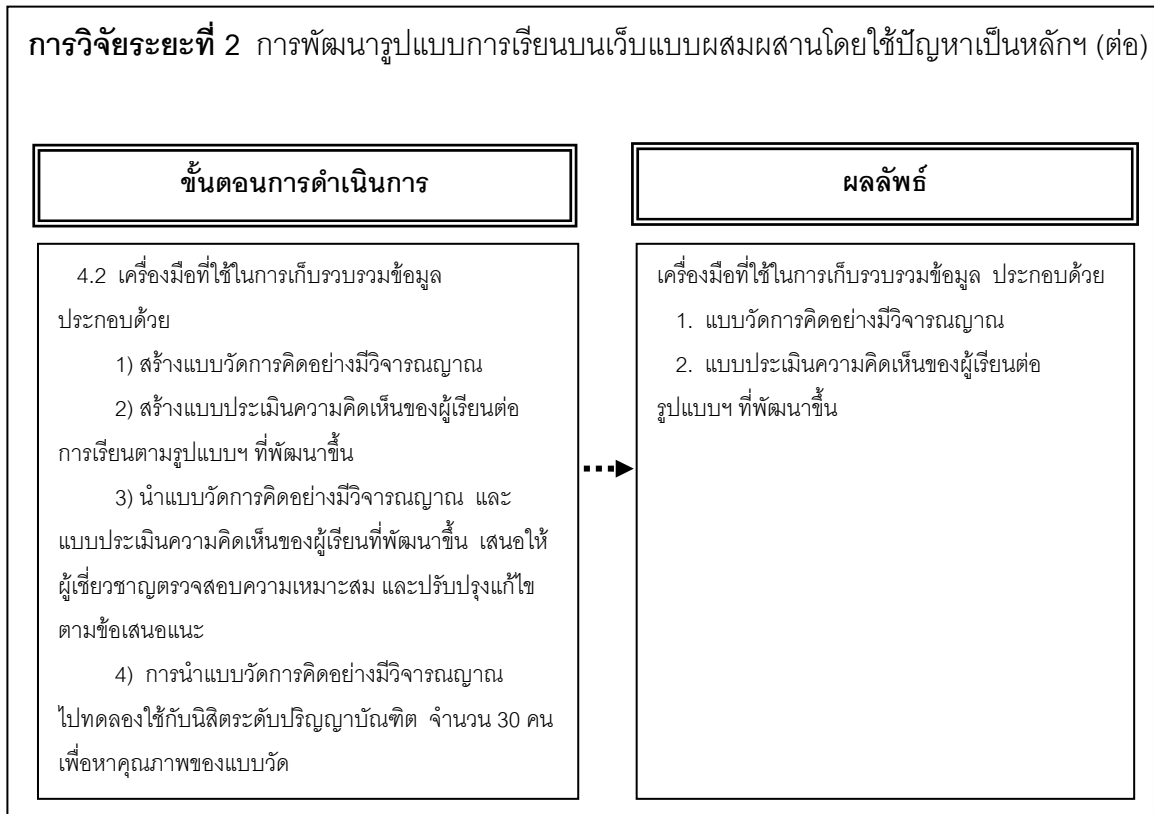 การวิจัยระยะที่ 2 การพัฒนารูปแบบการเรียนบนเว็บแบบผสมผสานโดยใช้ปัญหาเป็นหลักฯ (ต่อ)
ขั้นตอนการดำเนินการ
4.2 เครื่องมือที่ใช้ในการเก็บรวบรวมข้อมูล
ประกอบด้วย
1) สร้างแบบวัดการคิดอย่างมีวิจารณญาณ
2) สร้างแบบประเมินความคิดเห็นของผู้เรียนต่อ
การเรียนตามรูปแบบฯ ที่พัฒนาขึ้น
3) นำแบบวัดการคิดอย่างมีวิจารณญาณ และ
แบบประเมินความคิดเห็นของผู้เรียนที่พัฒนาขึ้น เสนอให้
ผู้เชี่ยวชาญตรวจสอบความเหมาะสม และปรับปรุงแก้ไข
ตามข้อเสนอแนะ
4) การนำแบบวัดการคิดอย่างมีวิจารณญาณ
ไปทดลองใช้กับนิสิตระดับปริญญาบัณฑิต จำนวน 30 คน
เพื่อหาคุณภาพของแบบวัด
ผลลัพธ์
เครื่องมือที่ใช้ในการเก็บรวบรวมข้อมูล ประกอบด้วย
1. แบบวัดการคิดอย่างมีวิจารณญาณ
2. แบบประเมินความคิดเห็นของผู้เรียนต่อ
รูปแบบฯ ที่พัฒนาขึ้น